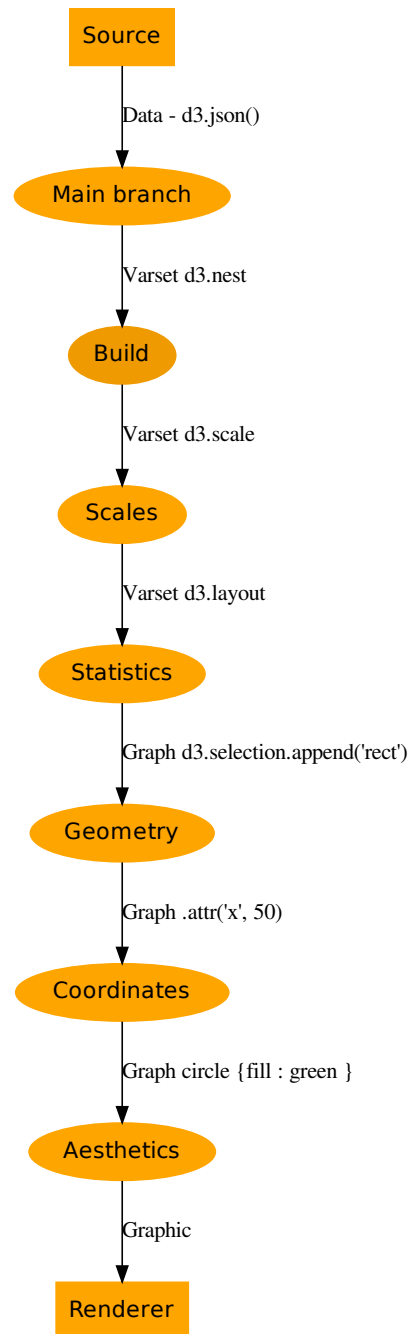 Source
Data - d3.json()
Main branch
Varset d3.nest
Build
Varset d3.scale
Scales
Varset d3.layout
Statistics
Graph d3.selection.append('rect')
Geometry
Graph .attr('x', 50)
Coordinates
Graph circle {fill : green }
Aesthetics
Graphic
Renderer